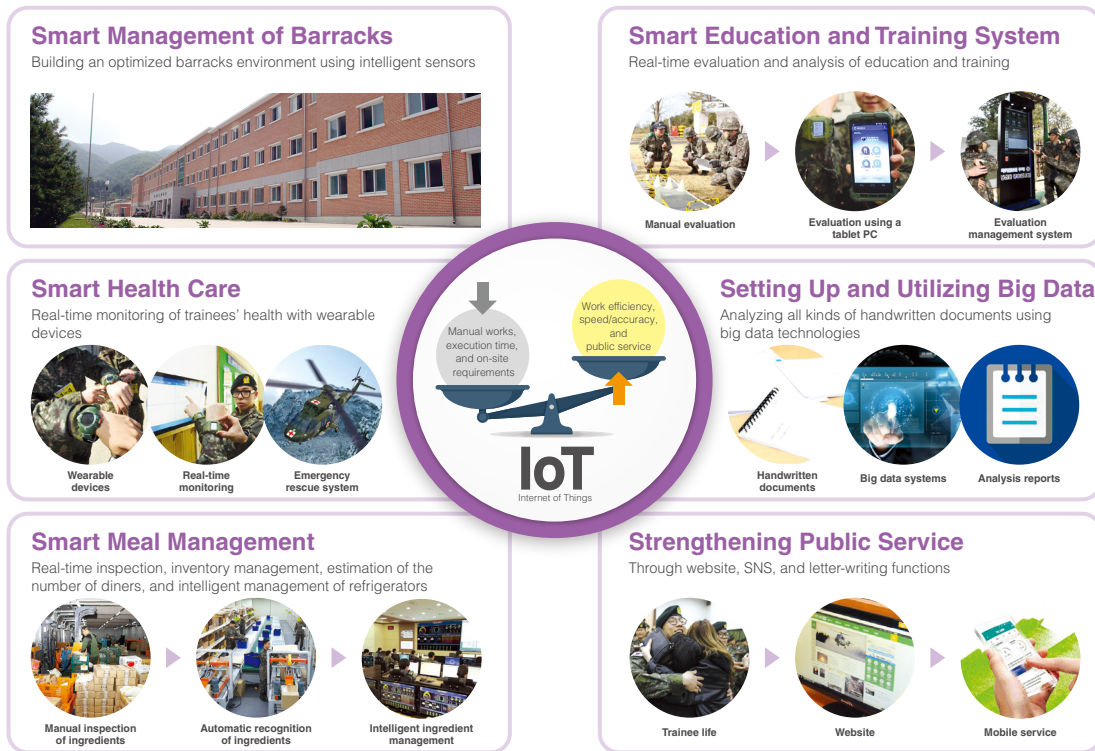 Smart Management of Barracks
Building an optimized barracks environment using intelligent sensors
Smart Education and Training System
Real-time evaluation and analysis of education and training
Manual evaluation
Evaluation using a
tablet PC
Evaluation
management system
Smart Health Care
Real-time monitoring of trainees’ health with wearable
devices
Wearable
devices
Real-time
monitoring
Emergency
rescue system
Manual works,
execution time,
and on-site
requirements
Work efficiency,
speed/accuracy,
and
public service
IoT
Internet of Things
Setting Up and Utilizing Big Data
Analyzing all kinds of handwritten documents using
big data technologies
Handwritten
documents
Big data systems
Analysis reports
Smart Meal Management
Real-time inspection, inventory management, estimation of the
number of diners, and intelligent management of refrigerators
Manual inspection
of ingredients
Automatic recognition
of ingredients
Intelligent ingredient
management
Strengthening Public Service
Through website, SNS, and letter-writing functions
Trainee life
Website
Mobile service